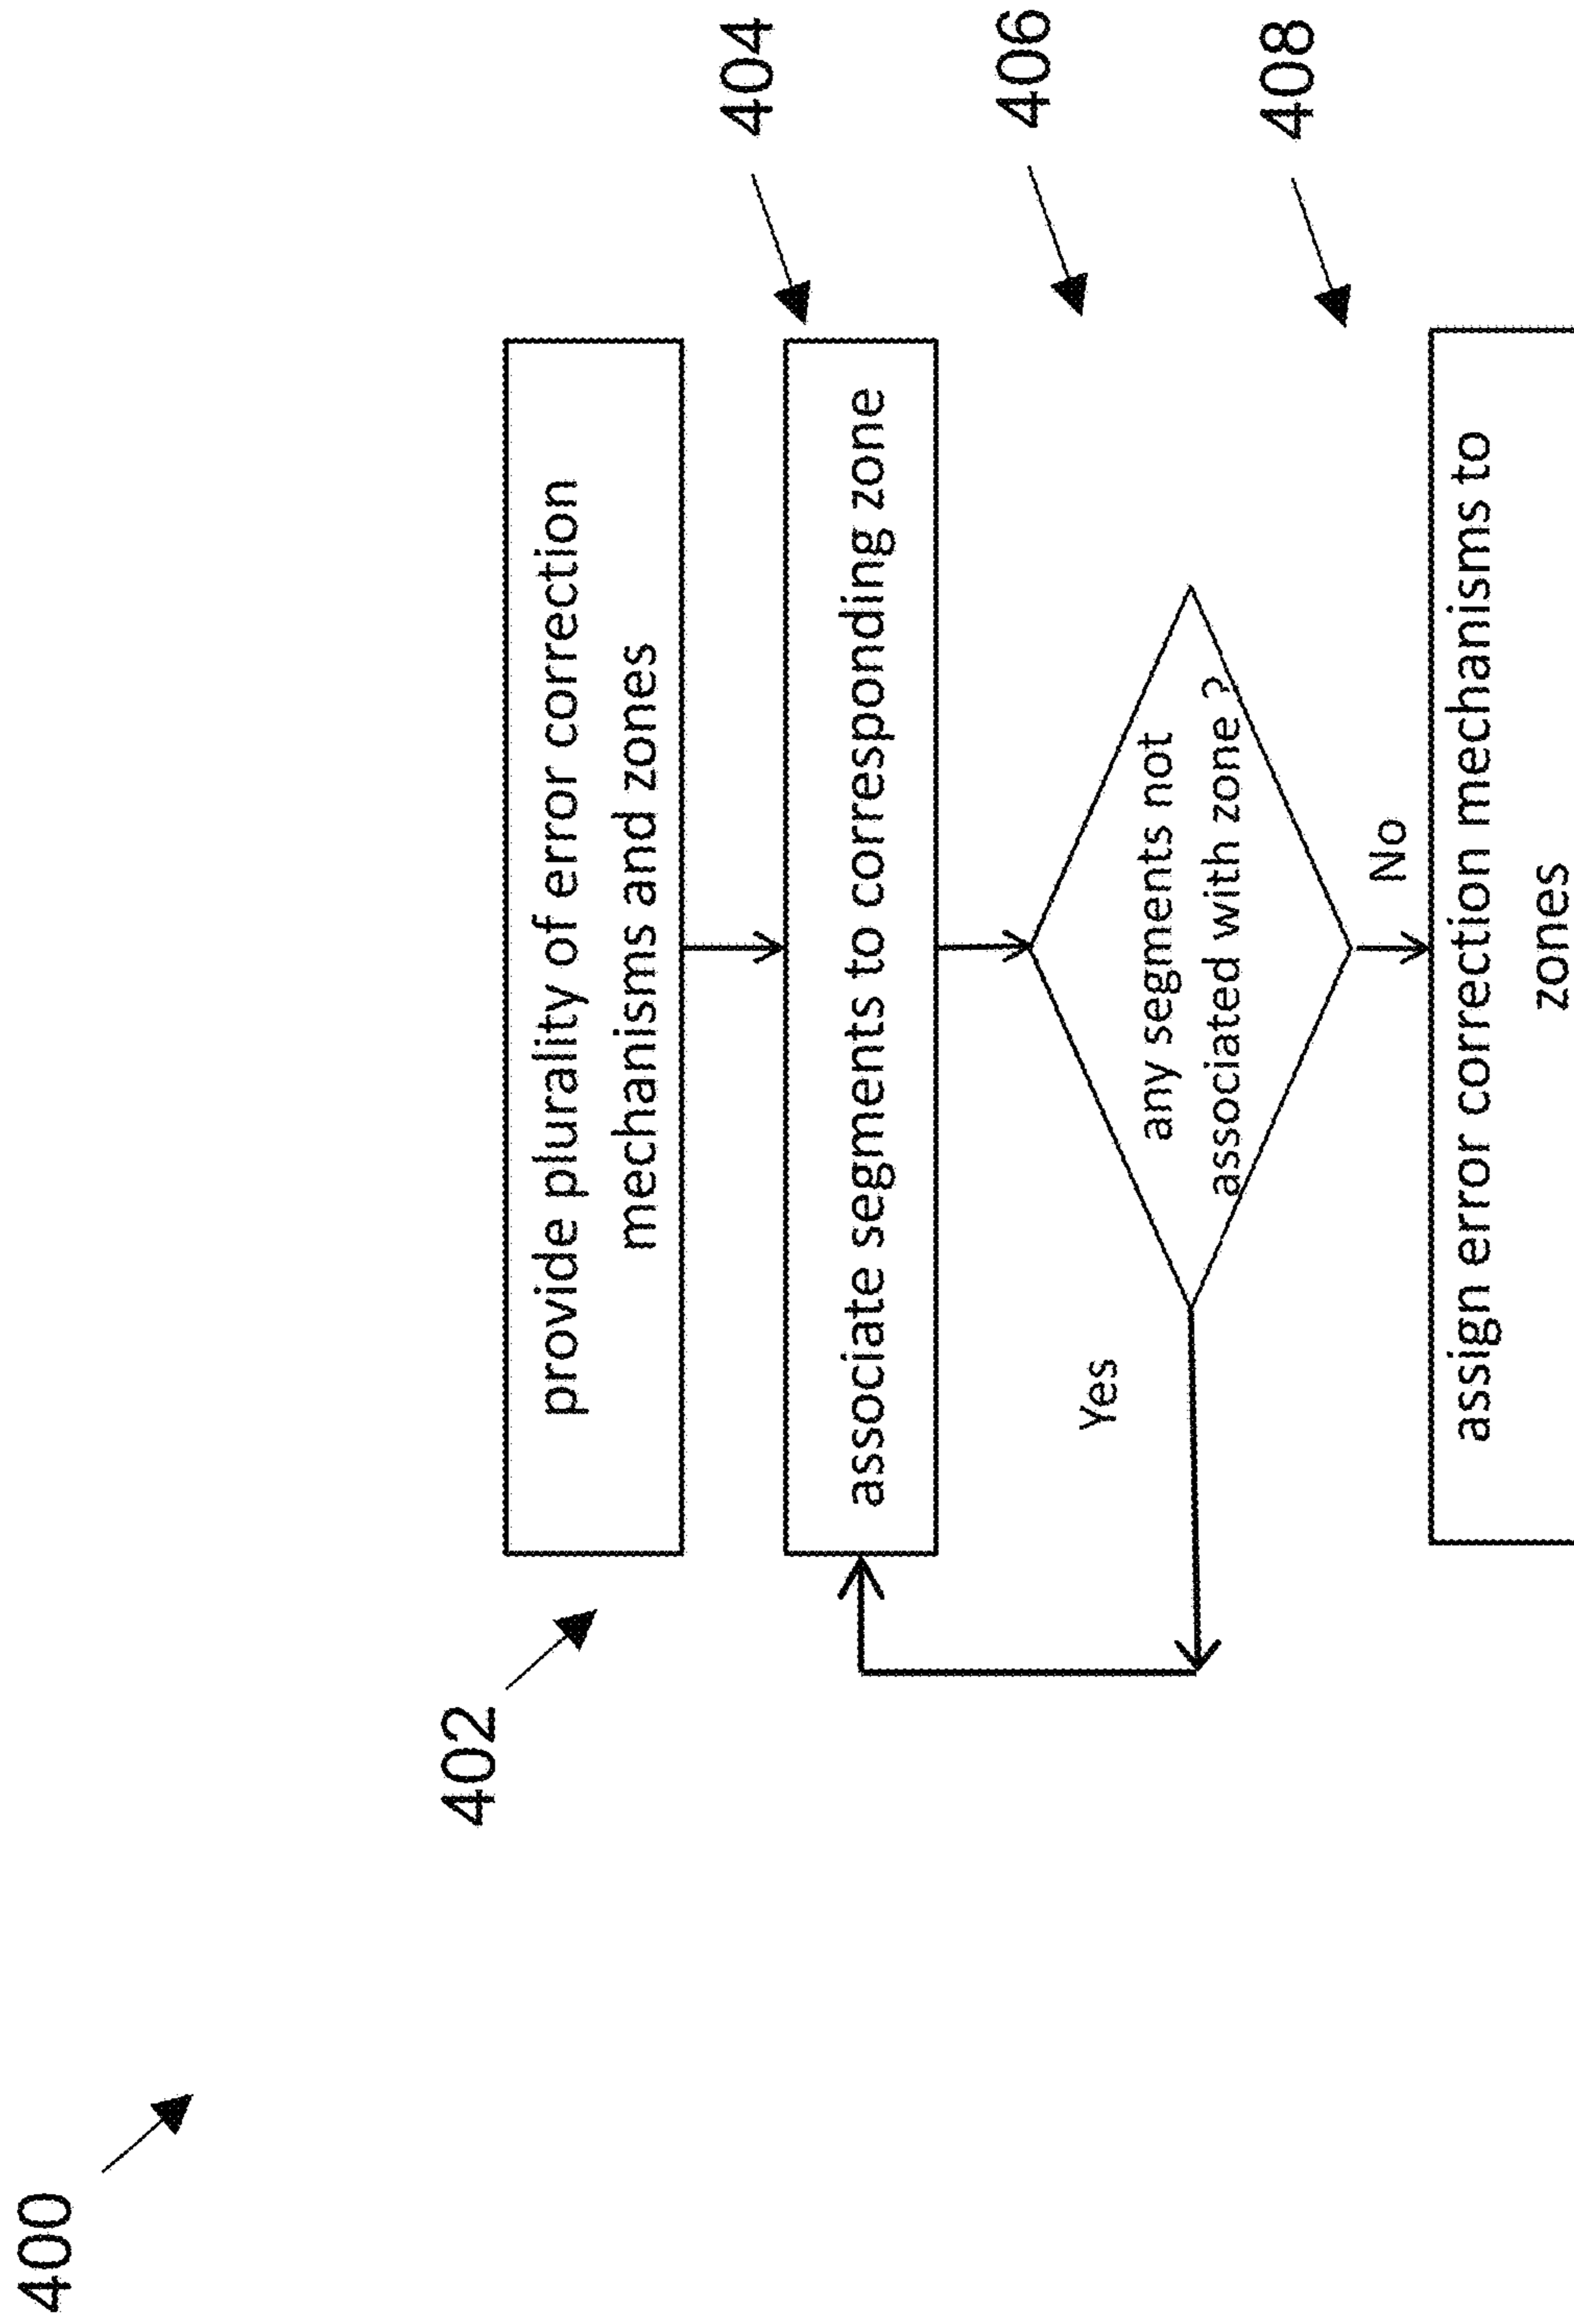 400
402
provide plurality of error correction
mechanisms and zones
404
associate segments to corresponding zone
406
any segments not
associated with zone ?
Yes
No
408
assign error correction mechanisms to
zones